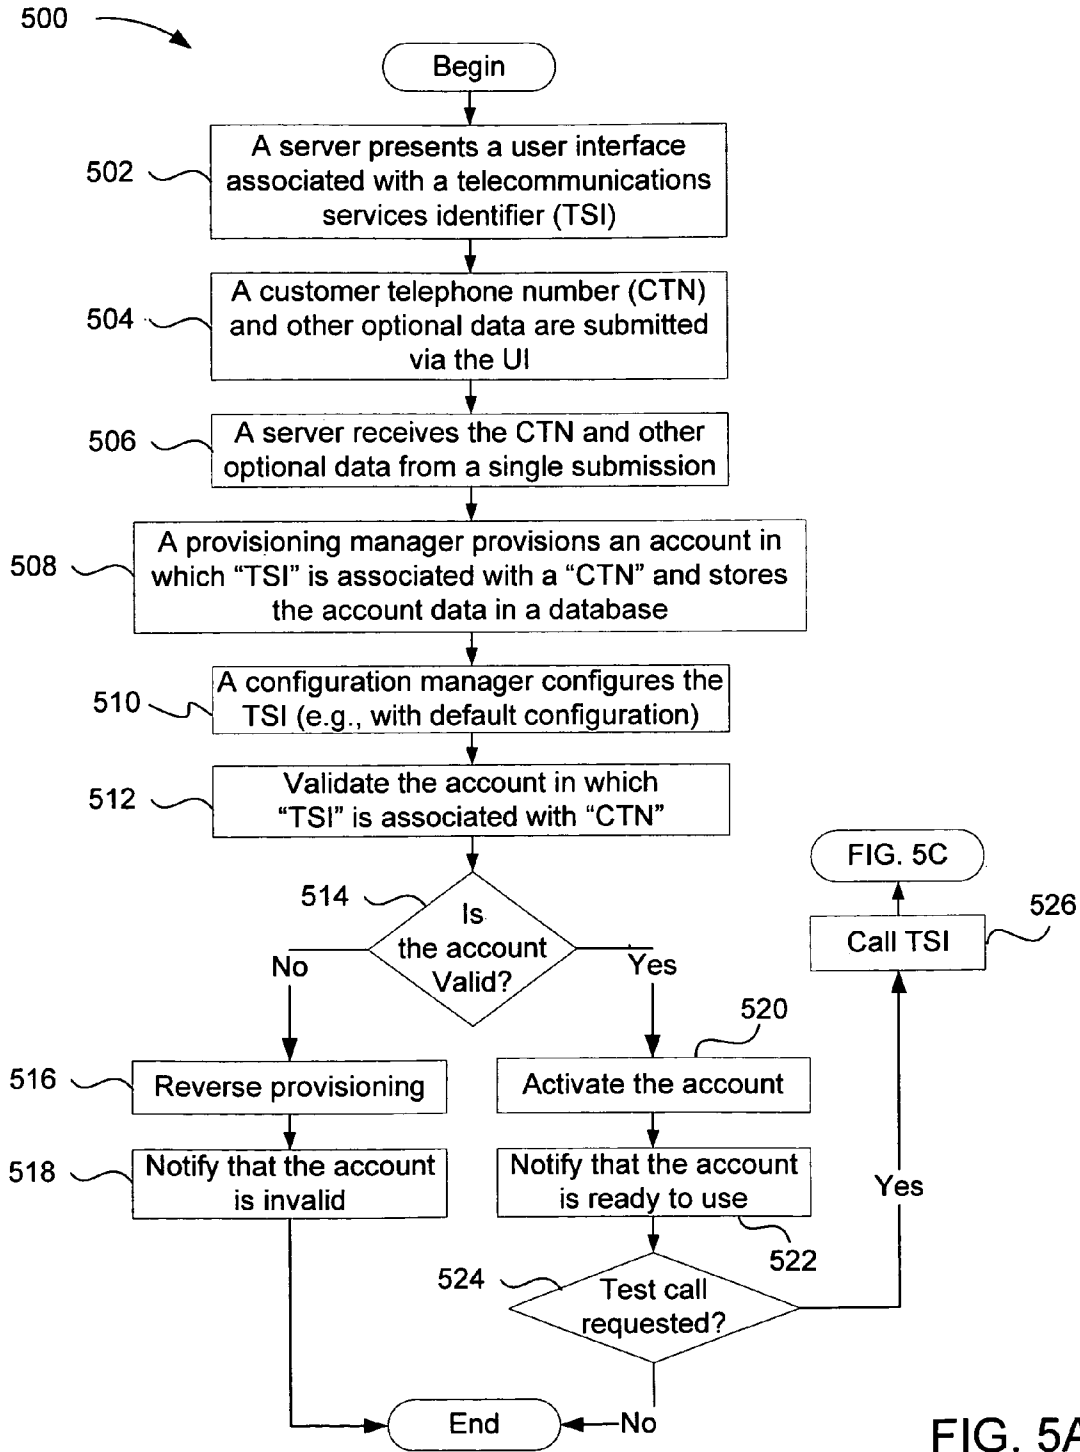 500
Begin
502
A server presents a user interface
associated with a telecommunications
services identifier (TSI)
504
A customer telephone number (CTN)
and other optional data are submitted
via the UI
506
A server receives the CTN and other
optional data from a single submission
508
A provisioning manager provisions an account in
which “TSI” is associated with a “CTN” and stores
the account data in a database
510
A configuration manager configures the
TSI (e.g., with default configuration)
512
Validate the account in which
“TSI” is associated with “CTN”
514
Is
the account
Valid?
No
Yes
516
Reverse provisioning
518
Notify that the account
is invalid
520
Activate the account
Notify that the account
is ready to use
522
524
Test call
requested?
Yes
526
Call TSI
FIG. 5C
No
End
FIG. 5A